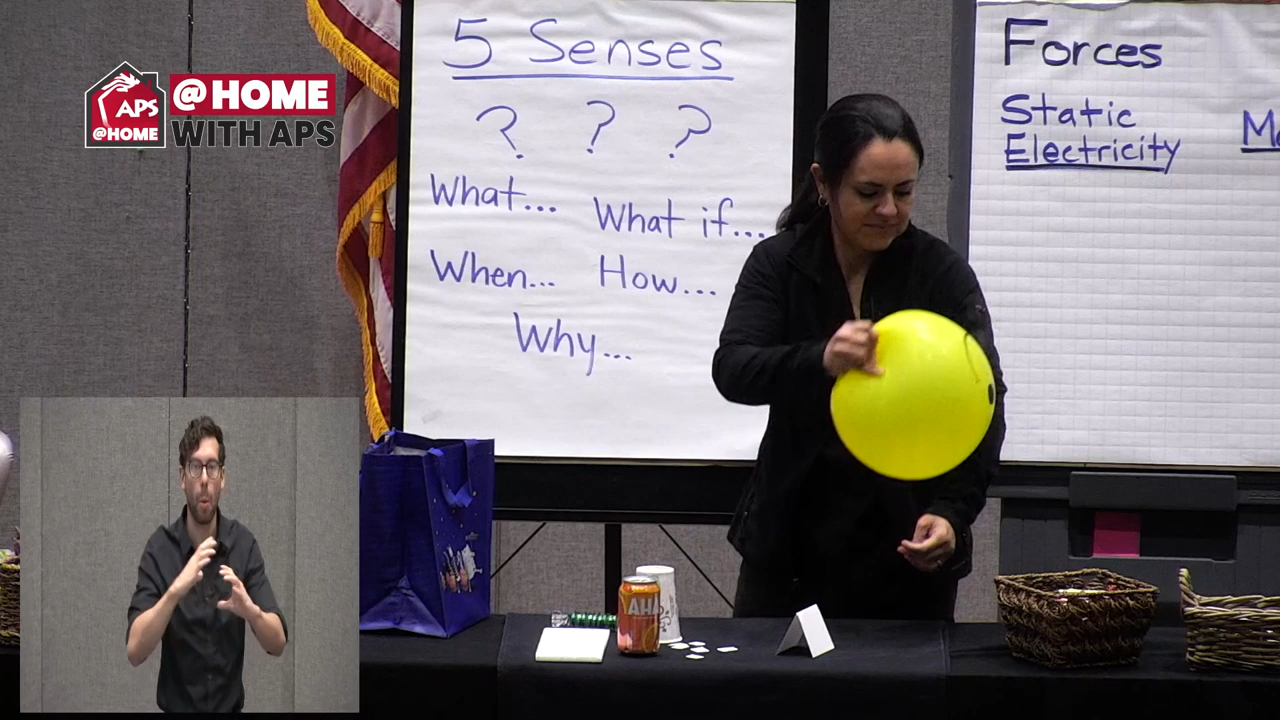 APS
@HOME
@HOME
WITH APS
5 Senses
? ? ?
What...
What if...
When...
How...
Why...
Forces
Static
Electricity
AHA